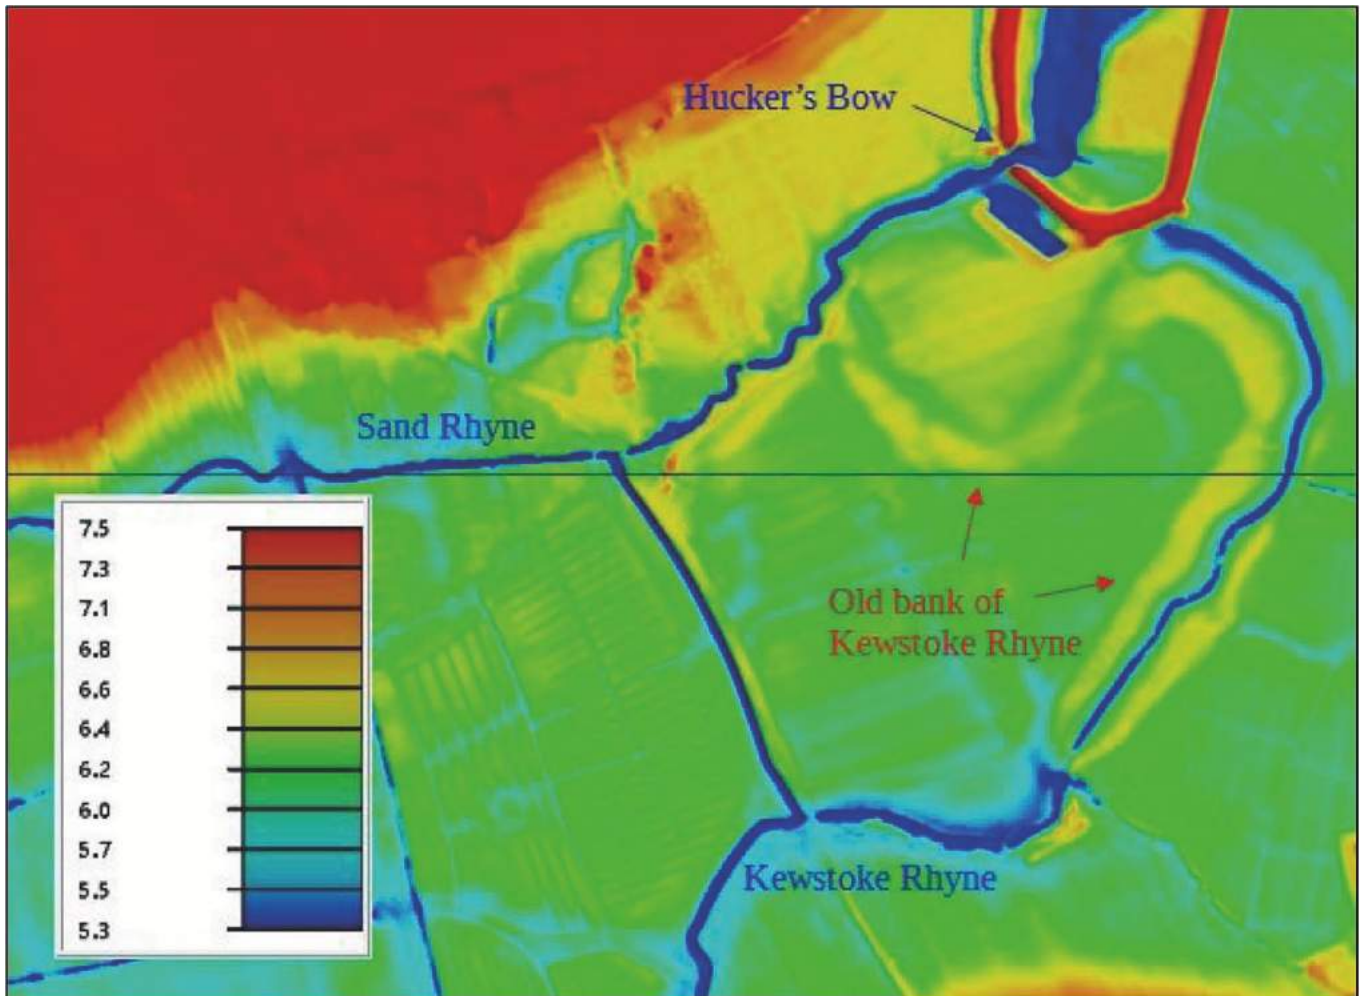 Hucker's Bow
Sand Rhyne
7.5
7.3
7.1
6.8
6.6
6.4
6.2
6.0
5.7
5.5
5.3
Old bank of
Kewstoke Rhyne
Kewstoke Rhyne